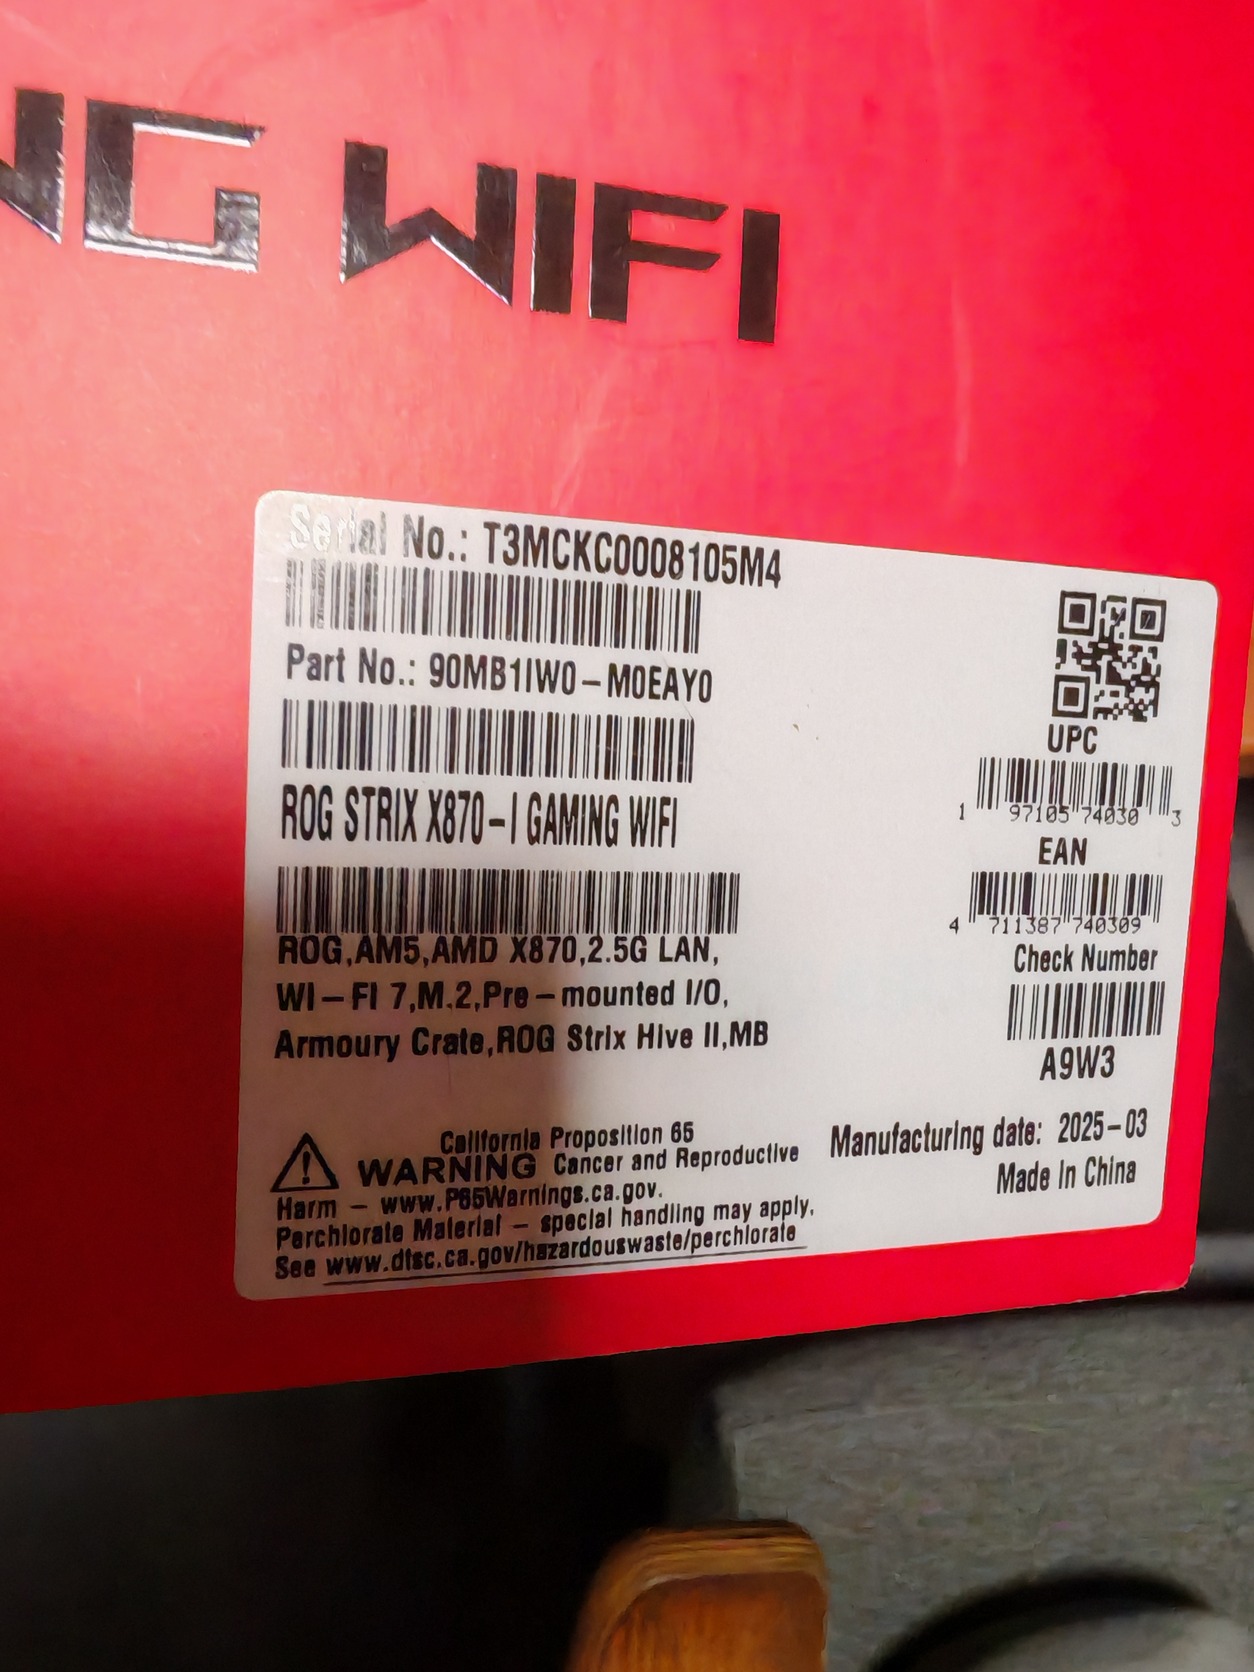 NG WIFI
Serial No.: T3MCKC0008105M4
Part No.: 90MB1IW0-M0EAY0
UPC
1 97105 74030 3
ROG STRIX X870-I GAMING WIFI
EAN
4 711387 740309
ROG,AM5,AMD X870,2.5G LAN,
WI-FI 7,M.2,Pre-mounted I/O,
Armoury Crate,ROG Strix Hive II,MB
Check Number
A9W3
California Proposition 65
WARNING Cancer and Reproductive
Harm - www.P65Warnings.ca.gov.
Perchlorate Material - special handling may apply.
See www.dtsc.ca.gov/hazardouswaste/perchlorate
Manufacturing date: 2025-03
Made In China